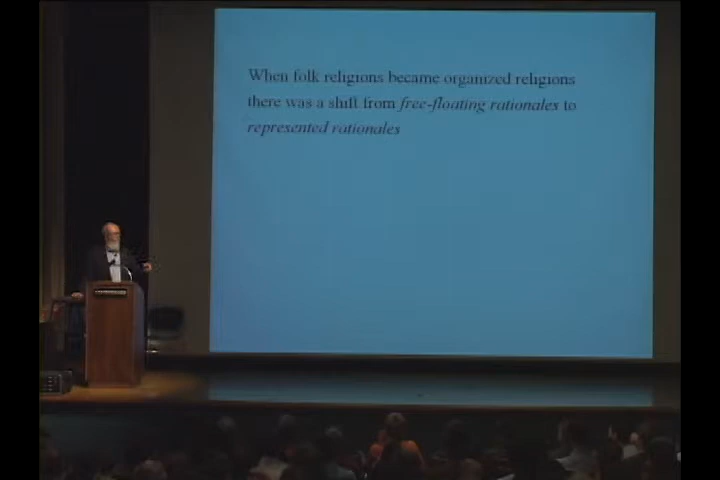 When folk religions became organized religions
there was a shift from free-floating rationales to
represented rationales